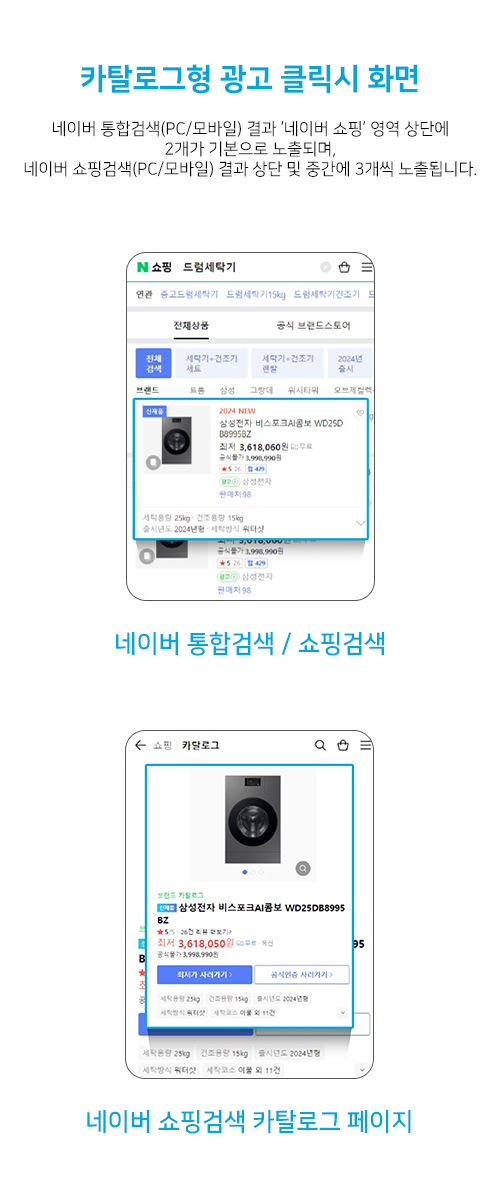 카탈로그형 광고 클릭시 화면
네이버 통합검색(PC/모바일) 결과 '네이버 쇼핑' 영역 상단에
2개가 기본으로 노출되며,
네이버 쇼핑검색(PC/모바일) 결과 상단 및 중간에 3개씩 노출됩니다.
N 쇼핑 드럼세탁기
연관 중고드럼세탁기 드럼세탁기15kg 드럼세탁기건조기
전체상품 공식 브랜드스토어
전체
검색
세탁기+건조기
세트
세탁기+건조기
렌탈
2024년
출시
브랜드 트롬 삼성 그랑데 워시타워 오브제컬렉
신제품
2024 NEW
삼성전자 비스포크AI콤보 WD25D
B8995BZ
최저 3,618,060원 무료
공식몰가 3,998,990원
★5·26 찜 429
광고 삼성전자
판매처98
세탁용량 25kg · 건조용량 15kg
출시년도 2024년형 · 세탁방식 워터샷
최저 3,618,060원 무료
공식몰가 3,998,990원
★5·26 찜 429
광고 삼성전자
판매처98
네이버 통합검색 / 쇼핑검색
쇼핑 카탈로그
브랜드 카탈로그
신제품 삼성전자 비스포크AI콤보 WD25DB8995
BZ
★5/5 · 26건 리뷰 더보기>
최저 3,618,050원 무료 · 옥션
공식몰가 3,998,990원
최저가 사러가기> 공식인증 사러가기>
세탁용량 25kg 건조용량 15kg 출시년도 2024년형
세탁방식 워터샷 세탁코스 이불 외 11건
세탁용량 25kg 건조용량 15kg 출시년도 2024년형
세탁방식 워터샷 세탁코스 이불 외 11건
네이버 쇼핑검색 카탈로그 페이지